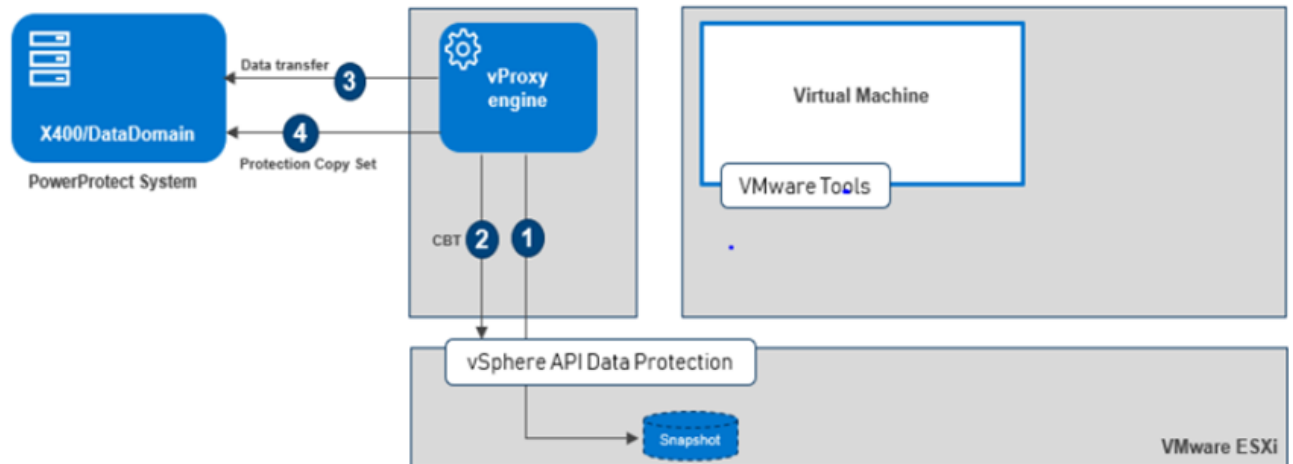 Data transfer
3
X400/DataDomain
4
Protection Copy Set
PowerProtect System
vProxy
engine
CBT
2
1
Virtual Machine
VMware Tools
vSphere API Data Protection
Snapshot
VMware ESXi